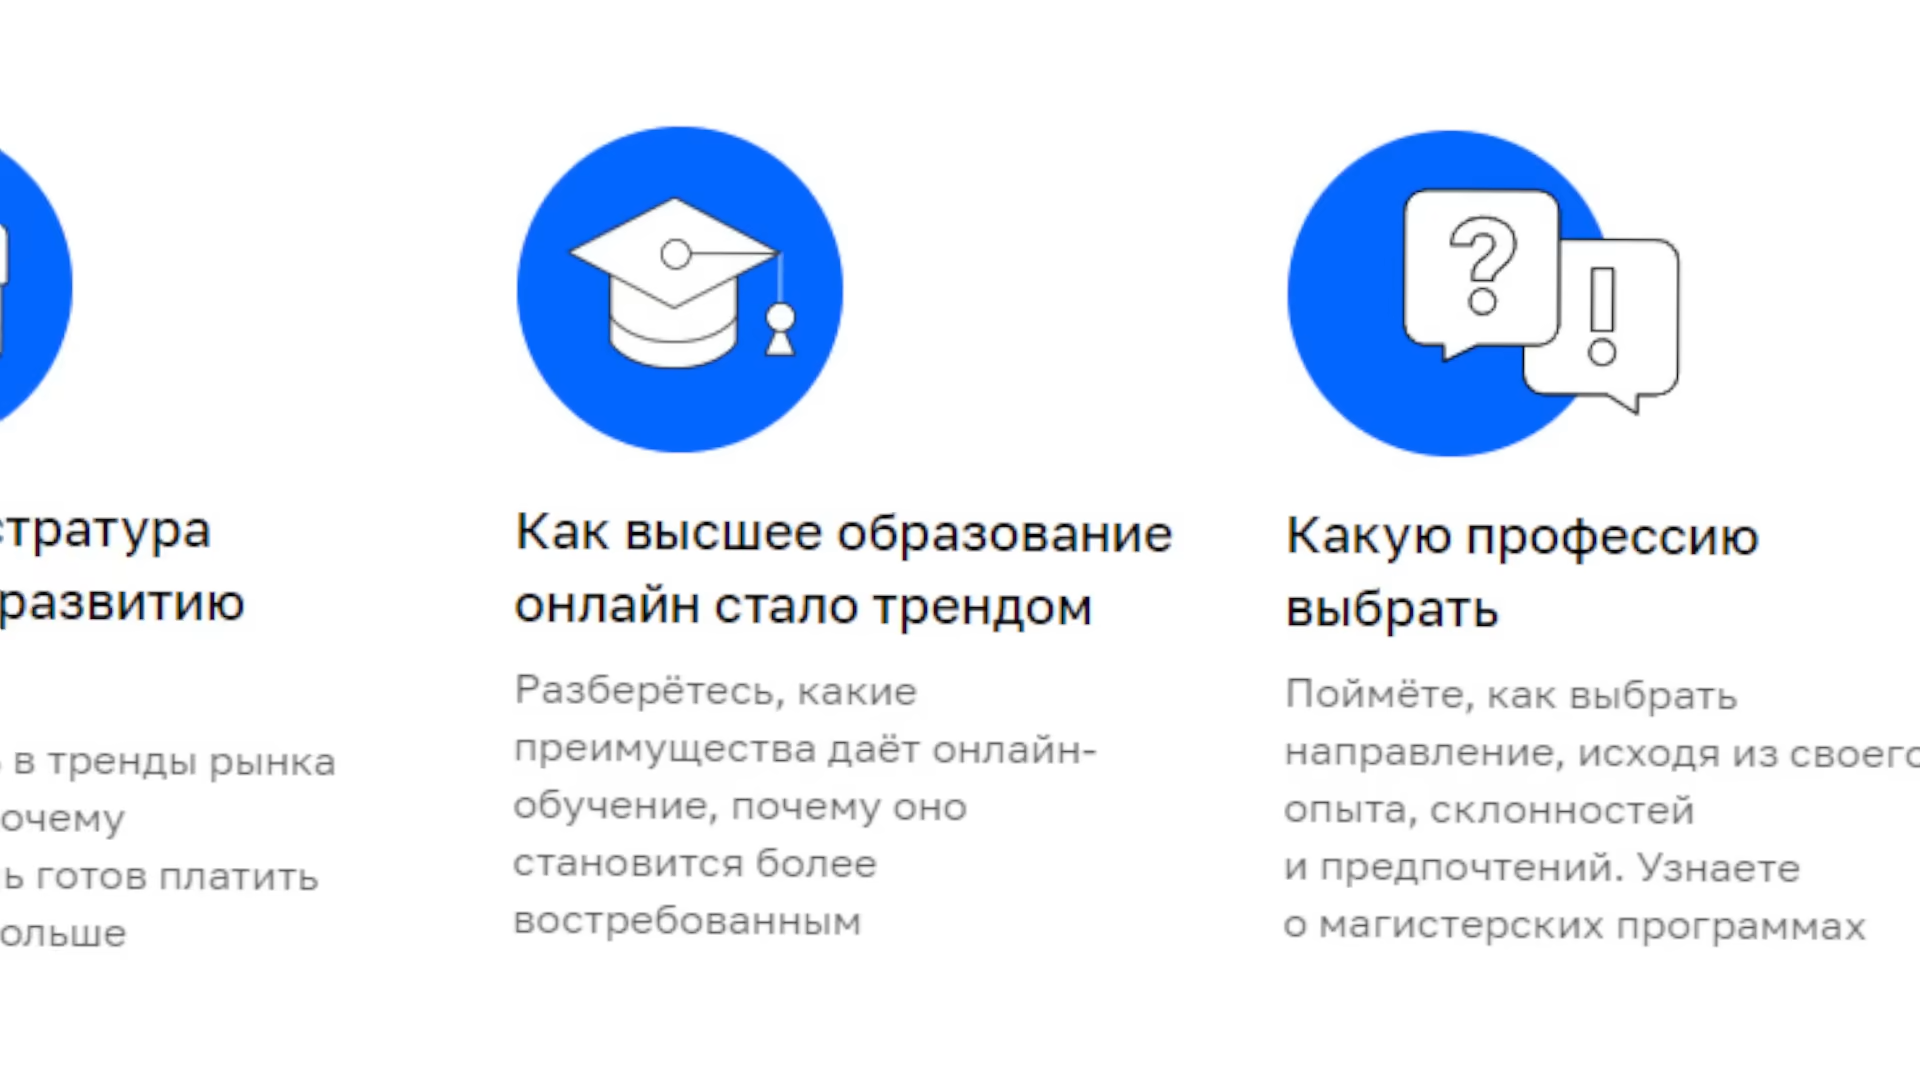 стратура
развитию
в тренды рынка
очему
ь готов платить
ольше
Как высшее образование
онлайн стало трендом
Разберётесь, какие
преимущества даёт онлайн-
обучение, почему оно
становится более
востребованным
Какую профессию
выбрать
Поймёте, как выбрать
направление, исходя из своего
опыта, склонностей
и предпочтений. Узнаете
о магистерских программах